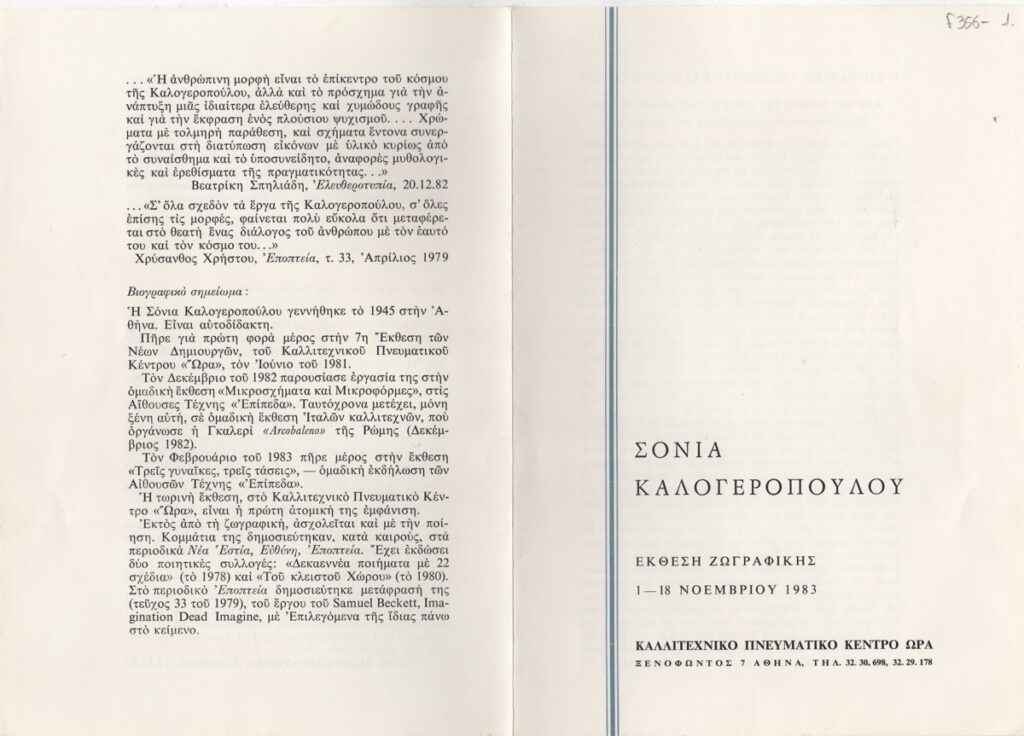 . . . «Ἡ ἀνθρώπινη μορφὴ εἶναι τὸ ἐπίκεντρο τοῦ κόσμου
τῆς Καλογεροπούλου, ἀλλὰ καὶ τὸ πρόσχημα γιὰ τὴν ἀ-
νάπτυξη μιᾶς ἰδιαίτερα ἐλεύθερης καὶ χυμώδους γραφῆς
καὶ γιὰ τὴν ἔκφραση ἑνὸς πλούσιου ψυχισμοῦ. . . . Χρώ-
ματα μὲ τολμηρὴ παράθεση, καὶ σχήματα ἔντονα συνερ-
γάζονται στὴ διατύπωση εἰκόνων μὲ ὑλικὸ κυρίως ἀπὸ
τὸ συναίσθημα καὶ τὸ ὑποσυνείδητο, ἀναφορὲς μυθολογι-
κὲς καὶ ἐρεθίσματα τῆς πραγματικότητας. . .»
Βεατρίκη Σπηλιάδη, Ἐλευθεροτυπία, 20.12.82
. . .«Σ' ὅλα σχεδὸν τὰ ἔργα τῆς Καλογεροπούλου, σ' ὅλες
ἐπίσης τὶς μορφές, φαίνεται πολὺ εὔκολα ὅτι μεταφέρε-
ται στὸ θεατὴ ἕνας διάλογος τοῦ ἀνθρώπου μὲ τὸν ἑαυτό
του καὶ τὸν κόσμο του. . .»
Χρύσανθος Χρήστου, Ἐποπτεία, τ. 33, Ἀπρίλιος 1979
Βιογραφικὸ σημείωμα :
Ἡ Σόνια Καλογεροπούλου γεννήθηκε τὸ 1945 στὴν Ἀ-
θήνα. Εἶναι αὐτοδίδακτη.
Πῆρε γιὰ πρώτη φορὰ μέρος στὴν 7η Ἔκθεση τῶν
Νέων Δημιουργῶν, τοῦ Καλλιτεχνικοῦ Πνευματικοῦ
Κέντρου «Ὥρα», τὸν Ἰούνιο τοῦ 1981.
Τὸν Δεκέμβριο τοῦ 1982 παρουσίασε ἐργασία της στὴν
ὁμαδικὴ ἔκθεση «Μικροσχήματα καὶ Μικροφόρμες», στὶς
Αἴθουσες Τέχνης «Ἐπίπεδα». Ταυτόχρονα μετέχει, μόνη
ξένη αὐτή, σὲ ὁμαδικὴ ἔκθεση Ἰταλῶν καλλιτεχνῶν, ποὺ
ὀργάνωσε ἡ Γκαλερὶ «Arcobaleno» τῆς Ρώμης (Δεκέμ-
βριος 1982).
Τὸν Φεβρουάριο τοῦ 1983 πῆρε μέρος στὴν ἔκθεση
«Τρεῖς γυναῖκες, τρεῖς τάσεις», — ὁμαδικὴ ἐκδήλωση τῶν
Αἰθουσῶν Τέχνης «Ἐπίπεδα».
Ἡ τωρινὴ ἔκθεση, στὸ Καλλιτεχνικὸ Πνευματικὸ Κέν-
τρο «Ὥρα», εἶναι ἡ πρώτη ἀτομική της ἐμφάνιση.
Ἐκτὸς ἀπὸ τὴ ζωγραφική, ἀσχολεῖται καὶ μὲ τὴν ποί-
ηση. Κομμάτια της δημοσιεύτηκαν, κατὰ καιρούς, στὰ
περιοδικὰ Νέα Ἑστία, Εὐθύνη, Ἐποπτεία. Ἔχει ἐκδώσει
δύο ποιητικὲς συλλογές: «Δεκαεννέα ποιήματα μὲ 22
σχέδια» (τὸ 1978) καὶ «Τοῦ κλειστοῦ Χώρου» (τὸ 1980).
Στὸ περιοδικὸ Ἐποπτεία δημοσιεύτηκε μετάφρασή της
(τεῦχος 33 τοῦ 1979), τοῦ ἔργου τοῦ Samuel Beckett, Ima-
gination Dead Imagine, μὲ Ἐπιλεγόμενα τῆς ἴδιας πάνω
στὸ κείμενο.
ΣΟΝΙΑ
ΚΑΛΟΓΕΡΟΠΟΥΛΟΥ
ΕΚΘΕΣΗ ΖΩΓΡΑΦΙΚΗΣ
1—18 ΝΟΕΜΒΡΙΟΥ 1983
ΚΑΛΛΙΤΕΧΝΙΚΟ ΠΝΕΥΜΑΤΙΚΟ ΚΕΝΤΡΟ ΩΡΑ
ΞΕΝΟΦΩΝΤΟΣ 7 ΑΘΗΝΑ, ΤΗΛ. 32.30.698, 32.29.178